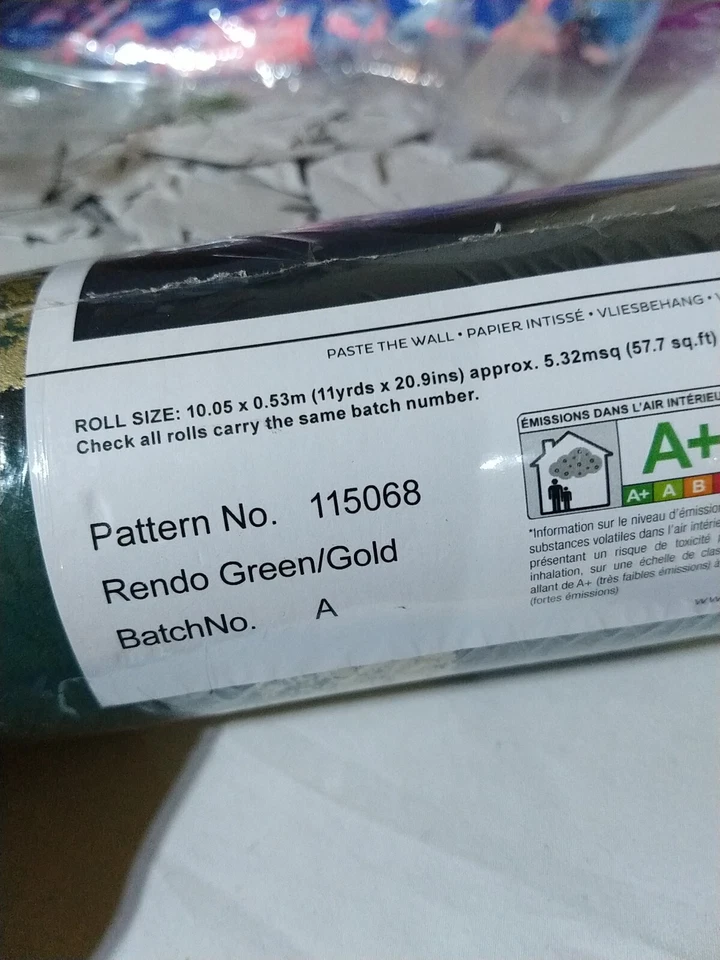 PASTE THE WALL • PAPIER INTISSÉ • VLIESBEHANG •
ROLL SIZE: 10.05 x 0.53m (11yrds x 20.9ins) approx. 5.32msq (57.7 sq.ft)
Check all rolls carry the same batch number.
Pattern No. 115068
Rendo Green/Gold
BatchNo. A
ÉMISSIONS DANS L'AIR INTÉRIEU
A+
A+ A B
*Information sur le niveau d'émission
substances volatiles dans l'air intérie
présentant un risque de toxicité
inhalation, sur une échelle de clas
allant de A+ (très faibles émissions) à
(fortes émissions)